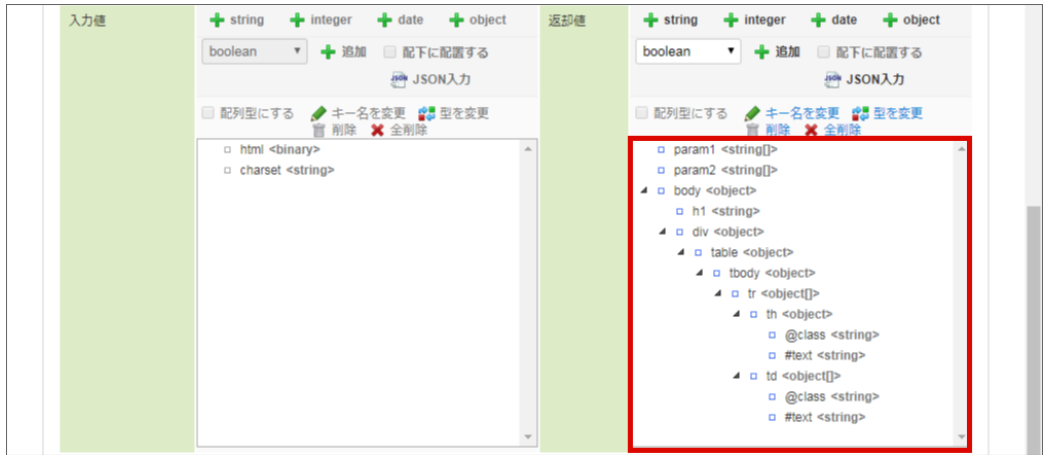 入力値
string integer date object
boolean 追加 配下に配置する
JSON入力
配列型にする キー名を変更 型を変更
削除 全削除
html <binary>
charset <string>
返却値
string integer date object
boolean 追加 配下に配置する
JSON入力
配列型にする キー名を変更 型を変更
削除 全削除
param1 <string[]>
param2 <string[]>
body <object>
h1 <string>
div <object>
table <object>
tbody <object>
tr <object[]>
th <object>
@class <string>
#text <string>
td <object[]>
@class <string>
#text <string>